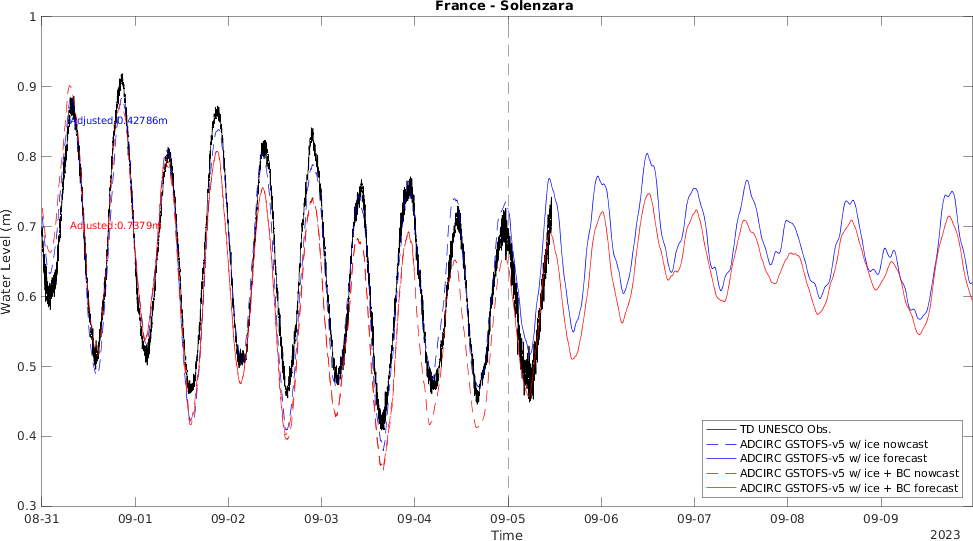 France - Solenzara
1
0.9
0.8
0.7
0.6
0.5
0.4
0.3
Water Level (m)
Adjusted:0.42786m
Adjusted:0.7379m
TD UNESCO Obs.
ADCIRC GSTOFS-v5 w/ ice nowcast
ADCIRC GSTOFS-v5 w/ ice forecast
ADCIRC GSTOFS-v5 w/ ice + BC nowcast
ADCIRC GSTOFS-v5 w/ ice + BC forecast
08-31 09-01 09-02 09-03 09-04 09-05 09-06 09-07 09-08 09-09
Time
2023